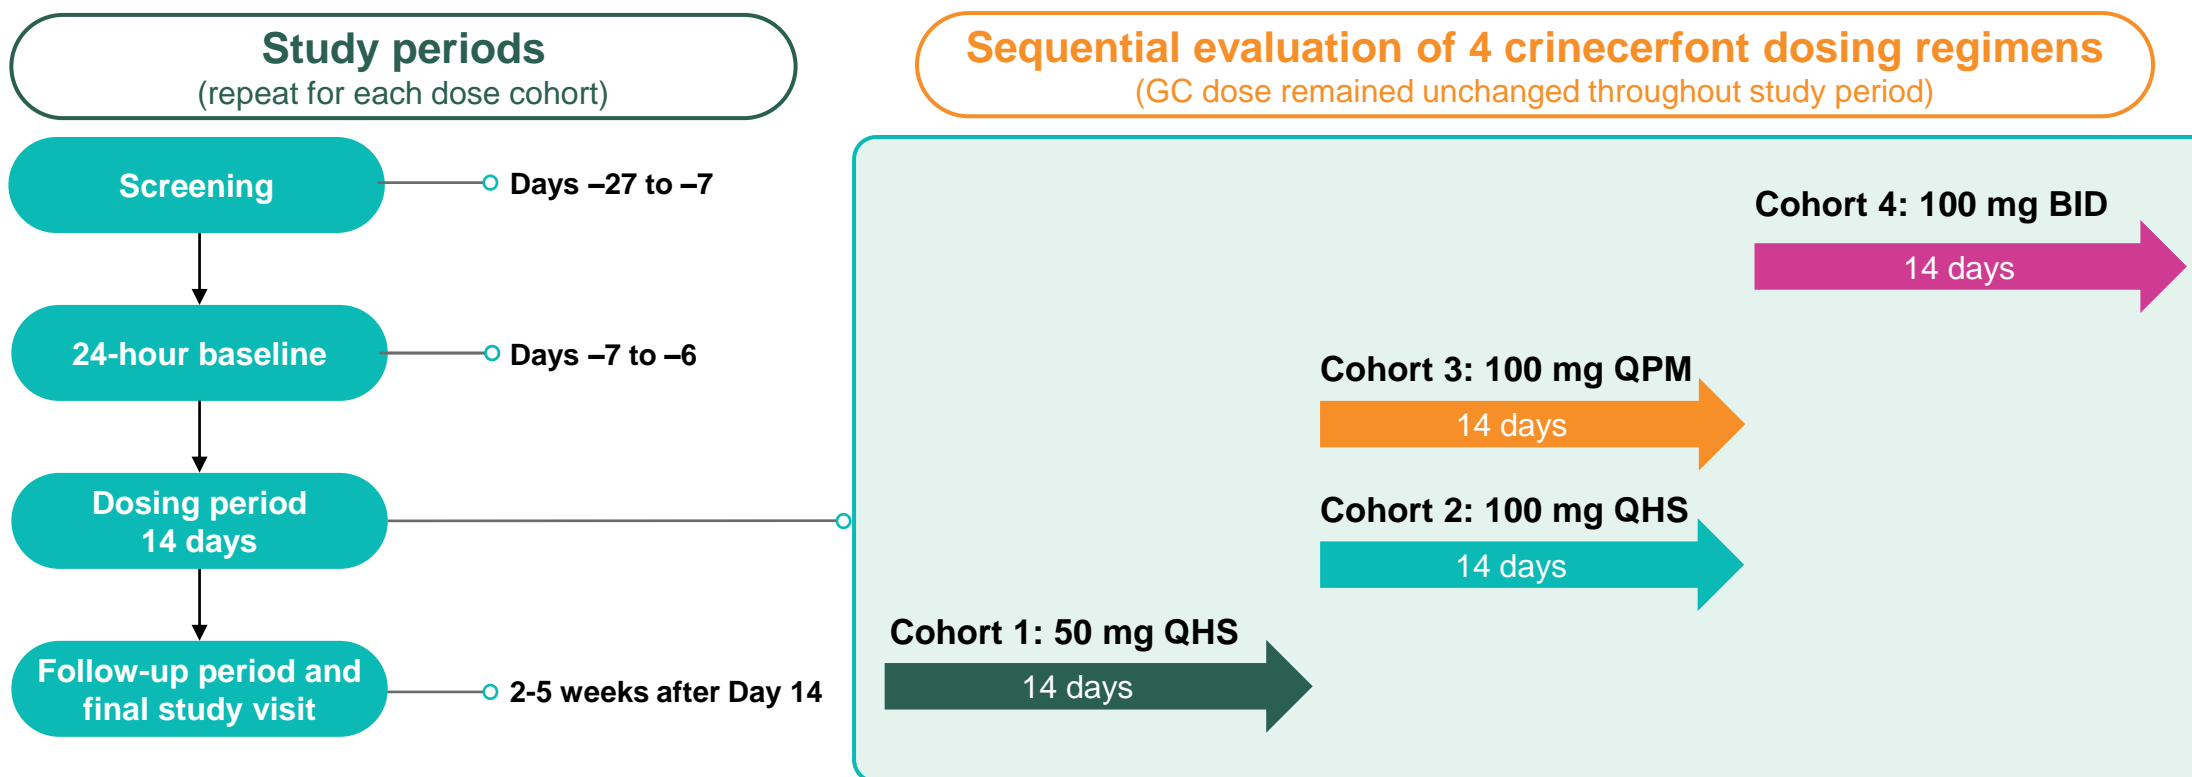 Study periods
(repeat for each dose cohort)
Screening
Days –27 to –7
24-hour baseline
Days –7 to –6
Dosing period
14 days
Follow-up period and
final study visit
2-5 weeks after Day 14
Sequential evaluation of 4 crinecerfont dosing regimens
(GC dose remained unchanged throughout study period)
Cohort 4: 100 mg BID
14 days
Cohort 3: 100 mg QPM
14 days
Cohort 2: 100 mg QHS
14 days
Cohort 1: 50 mg QHS
14 days